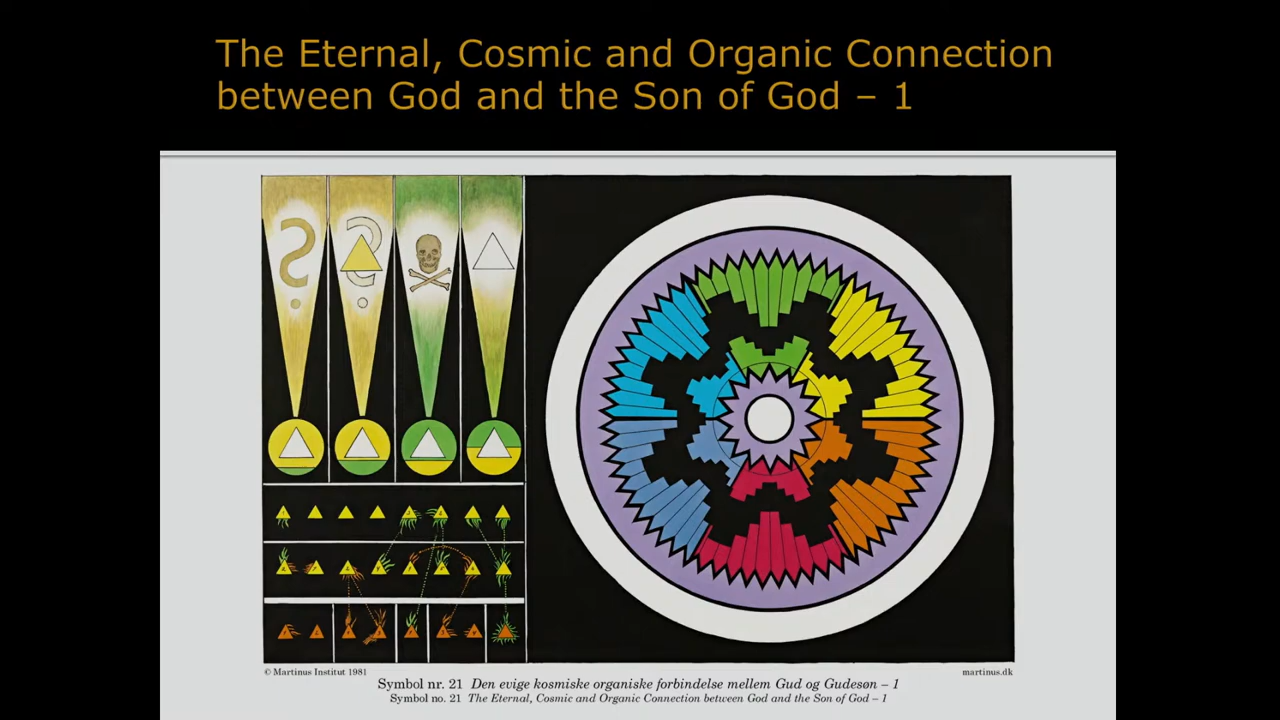 The Eternal, Cosmic and Organic Connection
between God and the Son of God – 1
© Martinus Institut 1981
martinus.dk
Symbol nr. 21 Den evige kosmiske organiske forbindelse mellem Gud og Gudesøn – 1
Symbol no. 21 The Eternal, Cosmic and Organic Connection between God and the Son of God – 1